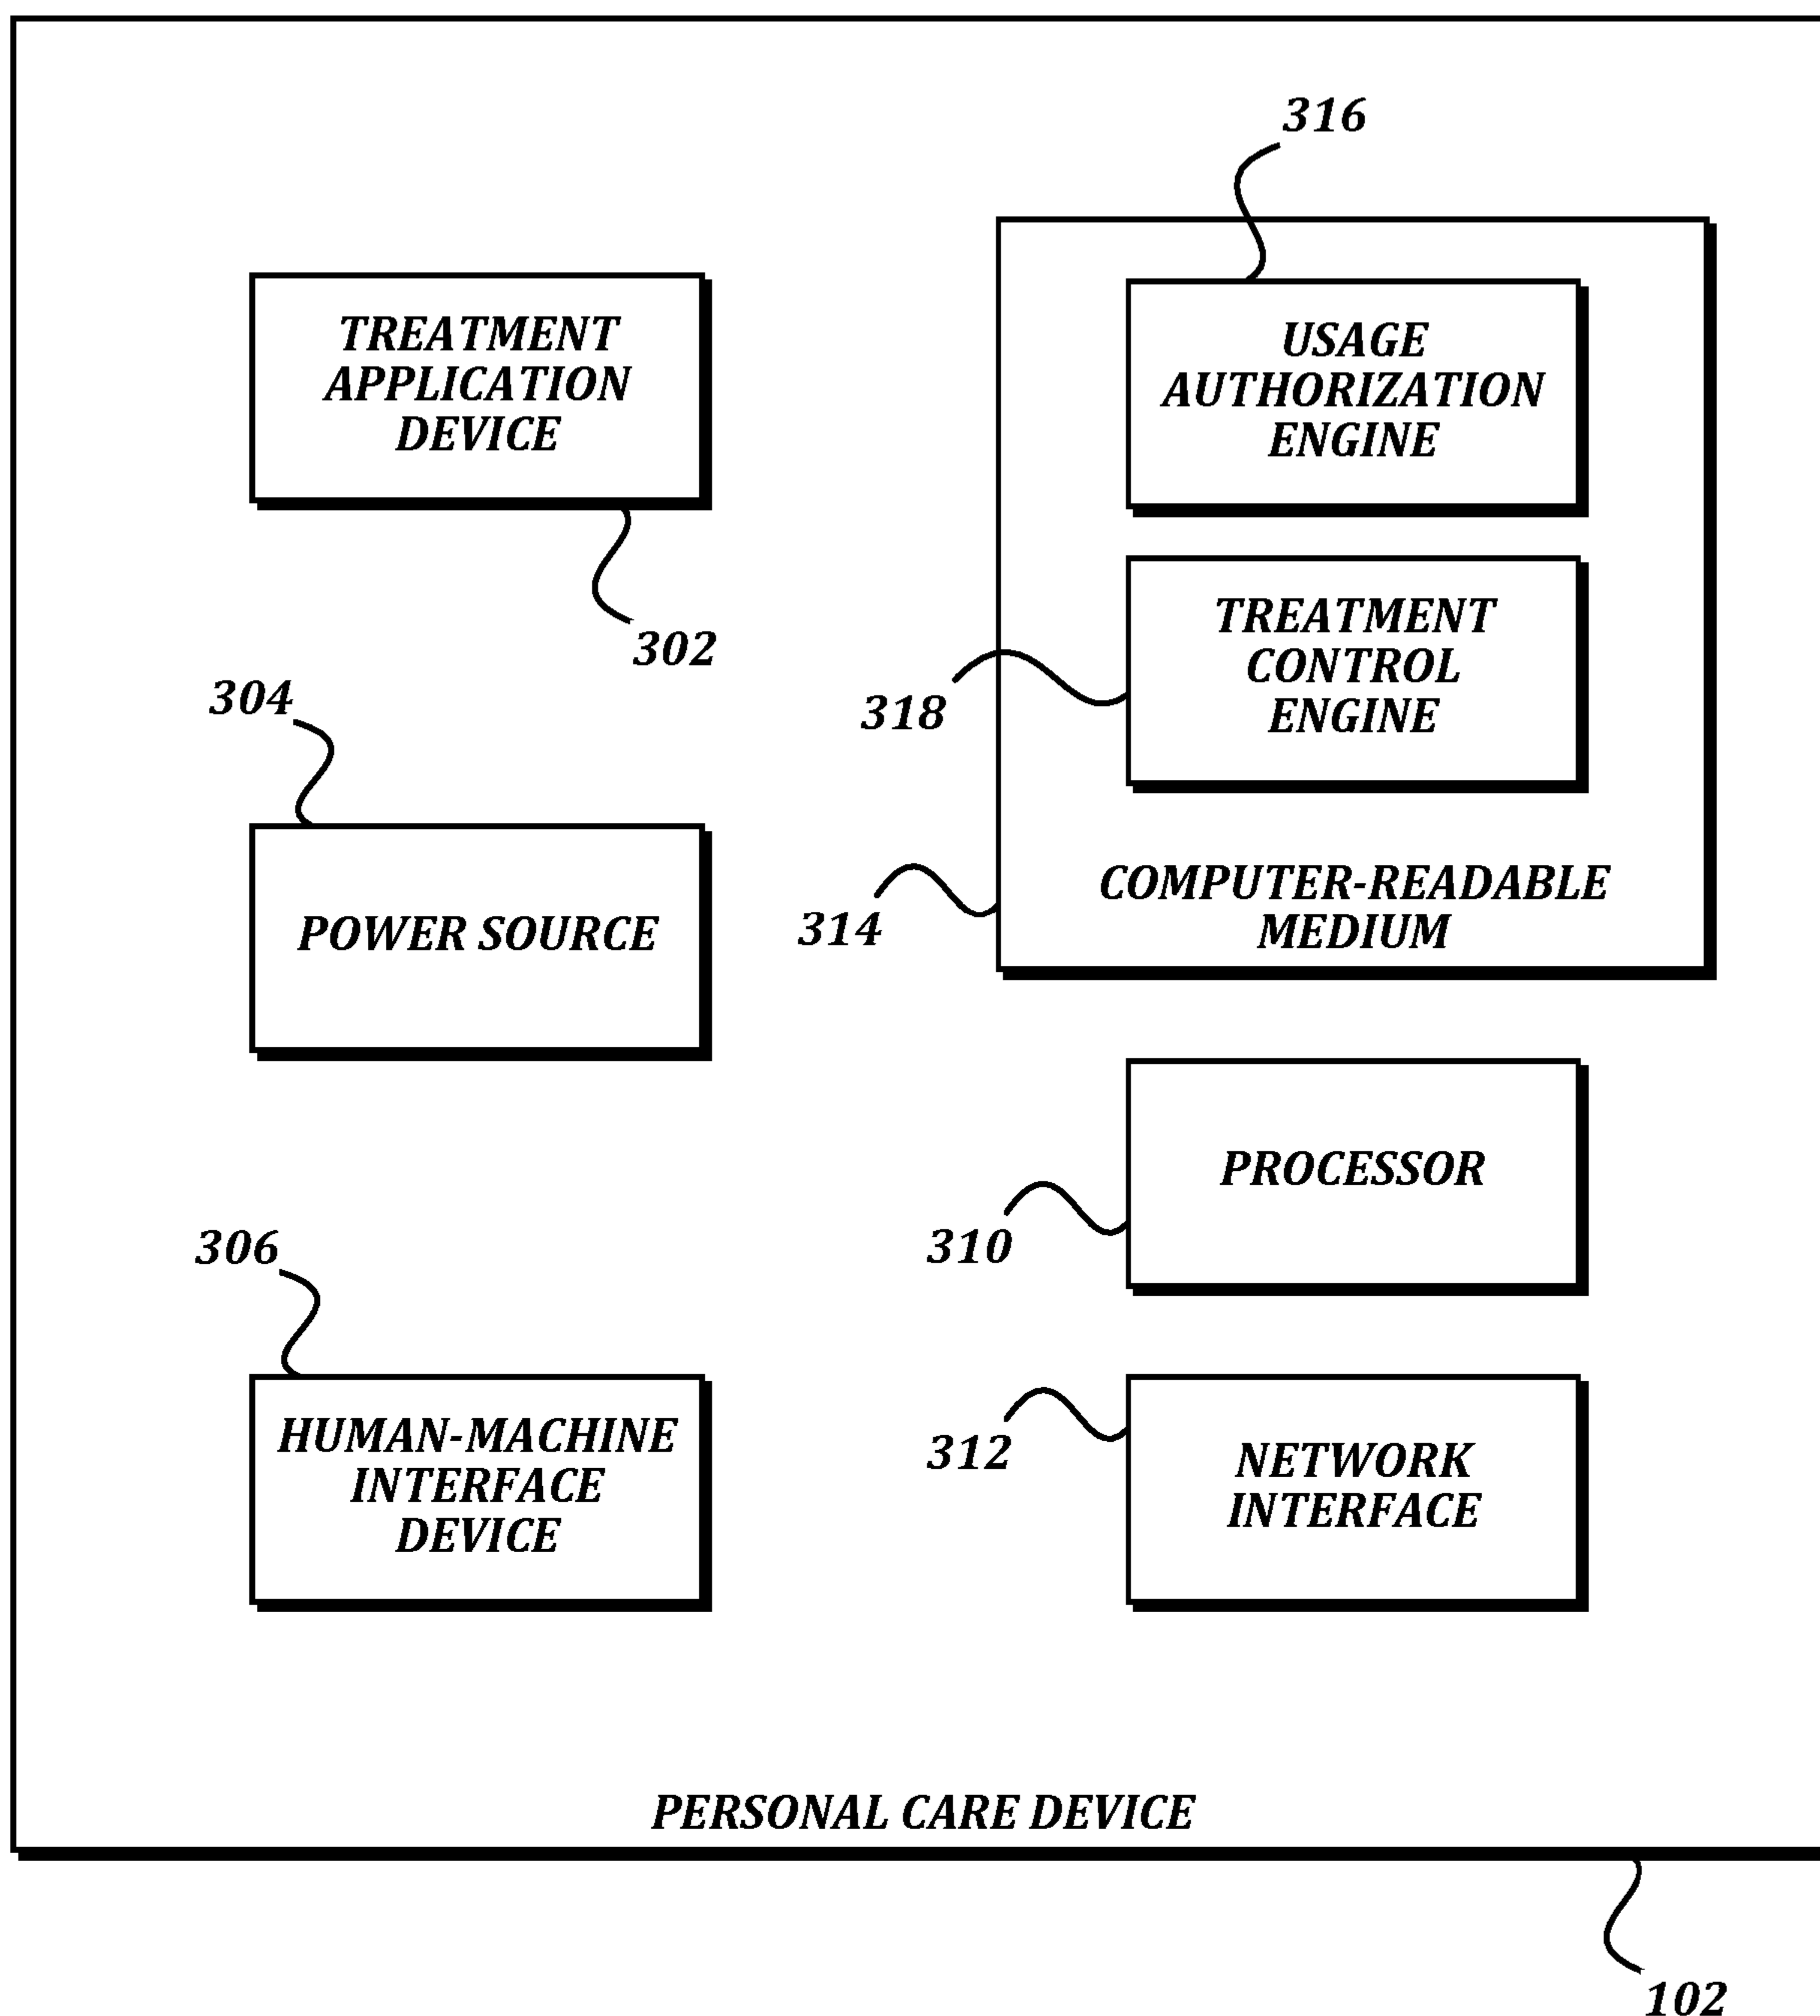 316
TREATMENT
APPLICATION
DEVICE
302
USAGE
AUTHORIZATION
ENGINE
TREATMENT
CONTROL
ENGINE
318
COMPUTER-READABLE
MEDIUM
314
304
POWER SOURCE
PROCESSOR
310
306
HUMAN-MACHINE
INTERFACE
DEVICE
312
NETWORK
INTERFACE
PERSONAL CARE DEVICE
102